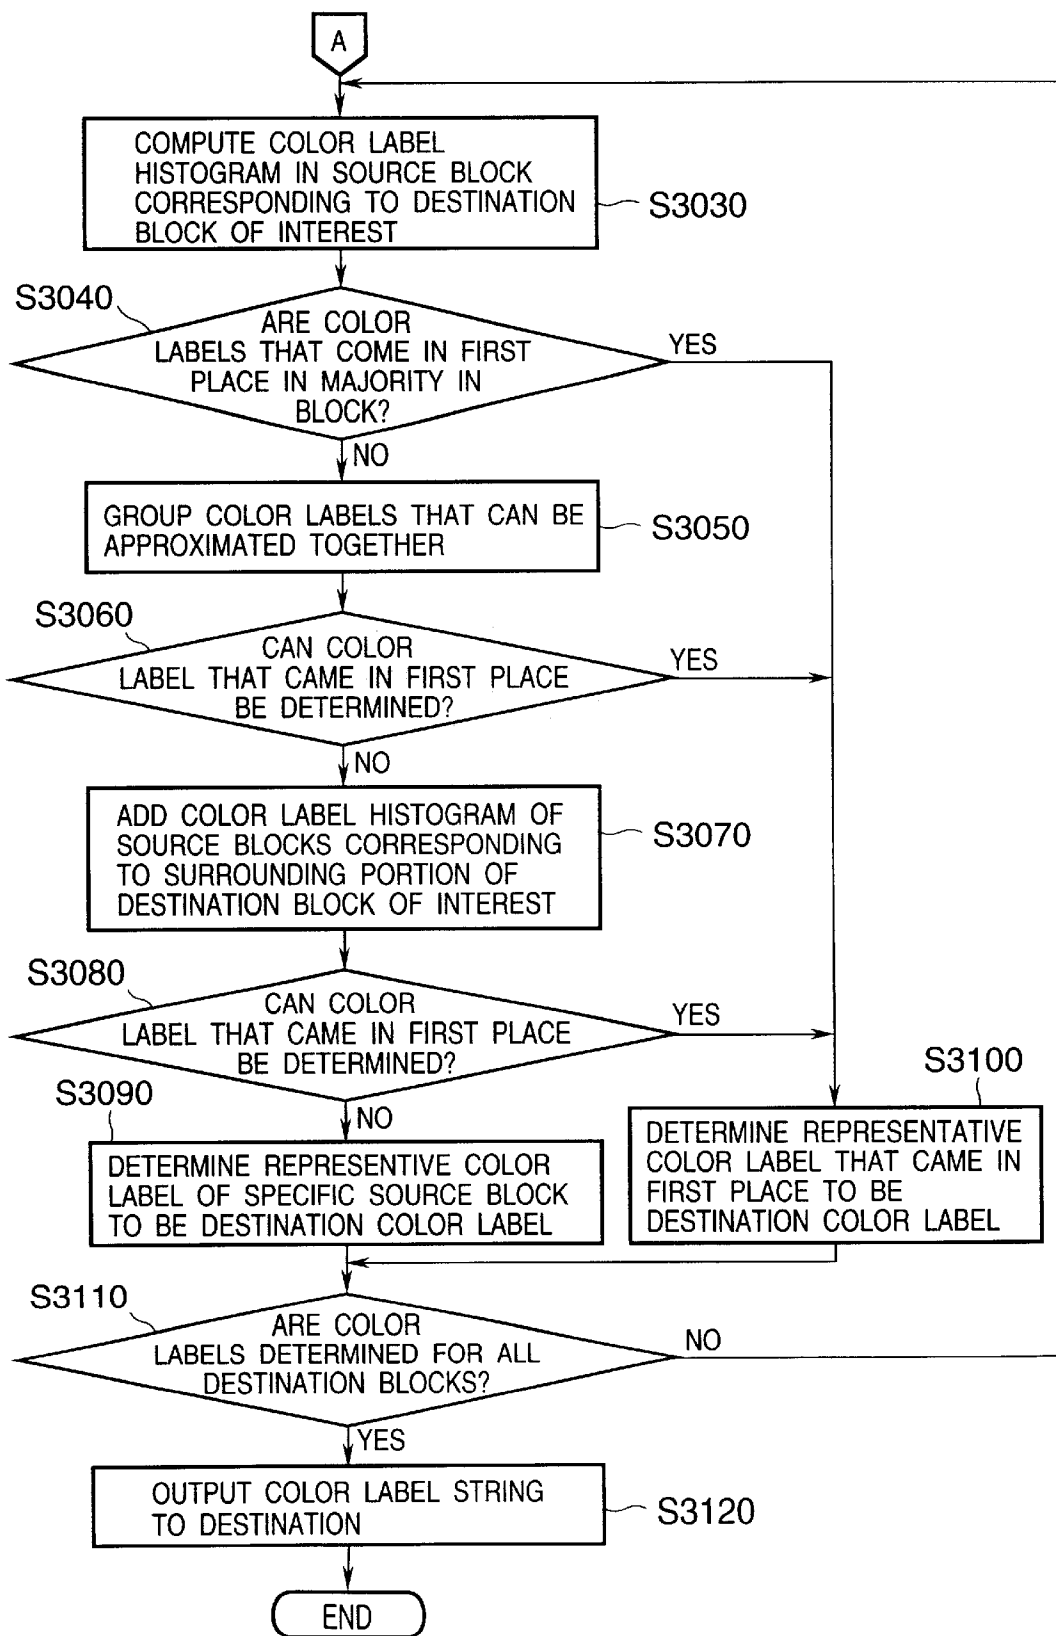 A
COMPUTE COLOR LABEL
HISTOGRAM IN SOURCE BLOCK
CORRESPONDING TO DESTINATION
BLOCK OF INTEREST
S3030
S3040
ARE COLOR
LABELS THAT COME IN FIRST
PLACE IN MAJORITY IN
BLOCK?
YES
NO
GROUP COLOR LABELS THAT CAN BE
APPROXIMATED TOGETHER
S3050
S3060
CAN COLOR
LABEL THAT CAME IN FIRST PLACE
BE DETERMINED?
YES
NO
ADD COLOR LABEL HISTOGRAM OF
SOURCE BLOCKS CORRESPONDING
TO SURROUNDING PORTION OF
DESTINATION BLOCK OF INTEREST
S3070
S3080
CAN COLOR
LABEL THAT CAME IN FIRST PLACE
BE DETERMINED?
YES
NO
S3090
DETERMINE REPRESENTIVE COLOR
LABEL OF SPECIFIC SOURCE BLOCK
TO BE DESTINATION COLOR LABEL
S3100
DETERMINE REPRESENTATIVE
COLOR LABEL THAT CAME IN
FIRST PLACE TO BE
DESTINATION COLOR LABEL
S3110
ARE COLOR
LABELS DETERMINED FOR ALL
DESTINATION BLOCKS?
NO
YES
OUTPUT COLOR LABEL STRING
TO DESTINATION
S3120
END